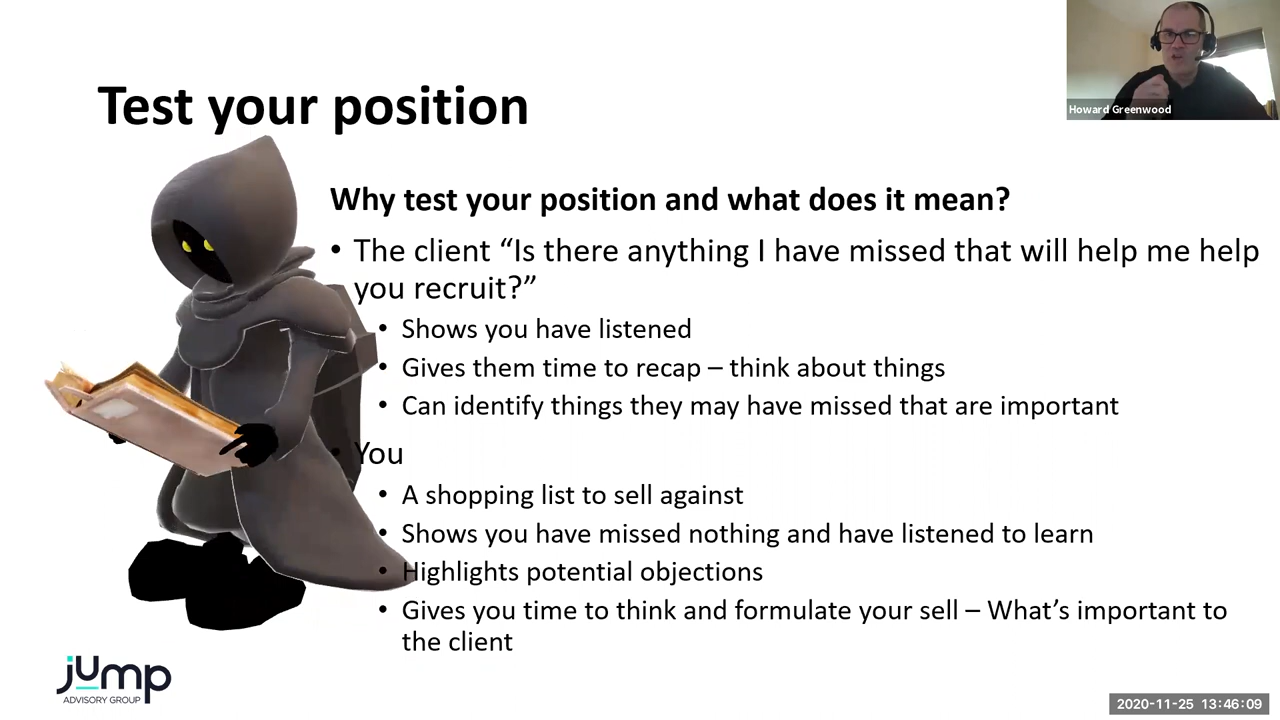 Howard Greenwood
Test your position
Why test your position and what does it mean?
• The client “Is there anything I have missed that will help me help
you recruit?”
• Shows you have listened
• Gives them time to recap – think about things
• Can identify things they may have missed that are important
• You
• A shopping list to sell against
• Shows you have missed nothing and have listened to learn
• Highlights potential objections
• Gives you time to think and formulate your sell – What’s important to
the client
jump
ADVISORY GROUP
2020-11-25 13:46:09